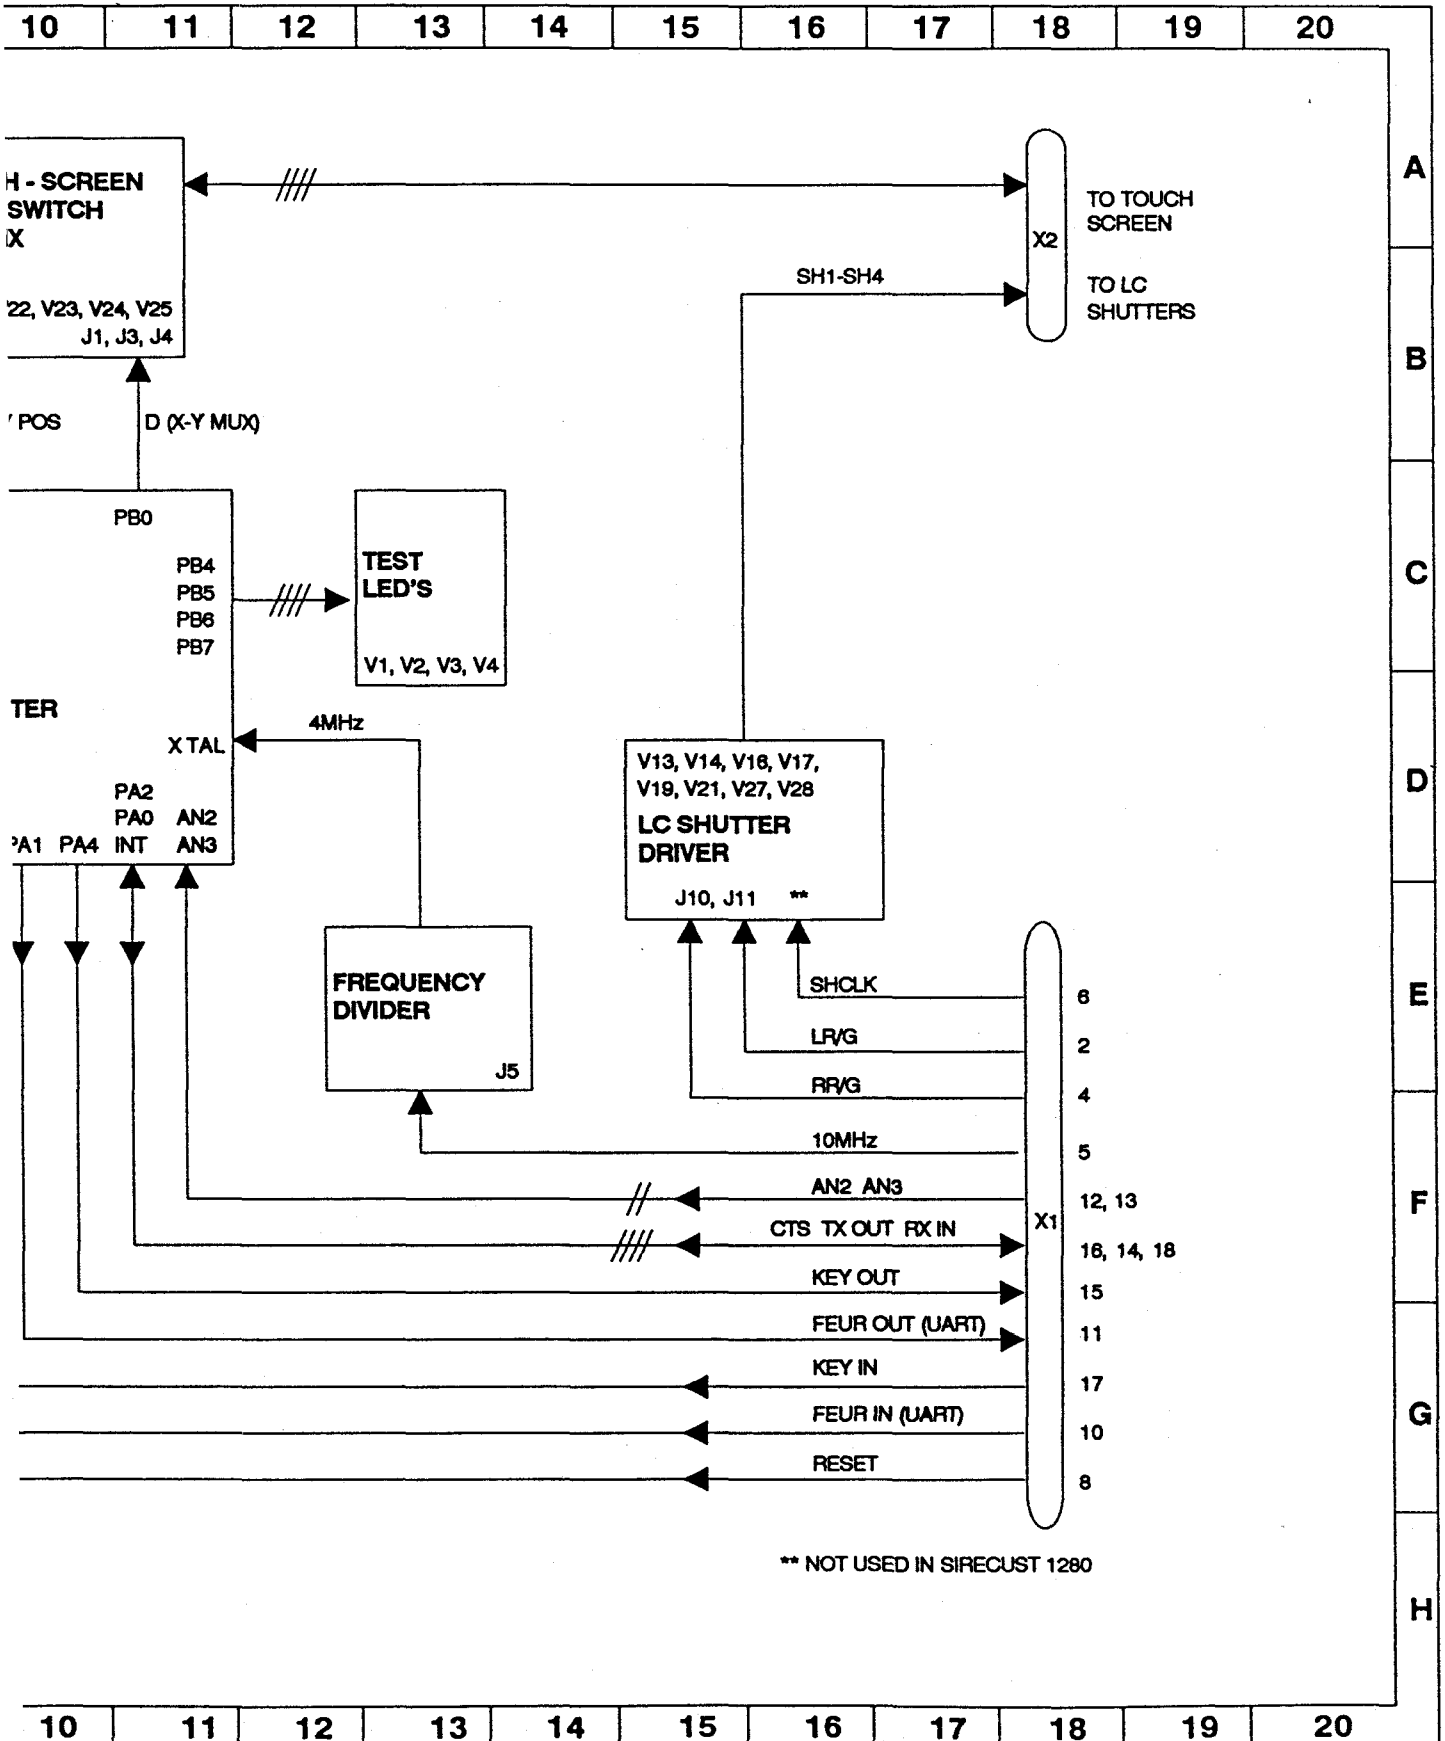 10 11 12 13 14 15 16 17 18 19 20
A
H - SCREEN
SWITCH
TO TOUCH
SCREEN
X2
SH1-SH4
TO LC
SHUTTERS
V23, V24, V25
J1, J3, J4
B
POS
D (X-Y MUX)
PB0
PB4
PB5
PB6
PB7
TEST
LED'S
V1, V2, V3, V4
C
TER
4MHz
X TAL
PA2
PA0 AN2
PA4 INT AN3
V13, V14, V16, V17,
V19, V21, V27, V28
LC SHUTTER
DRIVER
J10, J11 **
D
FREQUENCY
DIVIDER
J5
SHCLK 6
LR/G 2
RR/G 4
E
10MHz 5
AN2 AN3 12, 13
X1
CTS TX OUT RX IN 16, 14, 18
KEY OUT 15
F
FEUR OUT (UART) 11
KEY IN 17
FEUR IN (UART) 10
RESET 8
G
** NOT USED IN SIRECUST 1280
H
10 11 12 13 14 15 16 17 18 19 20